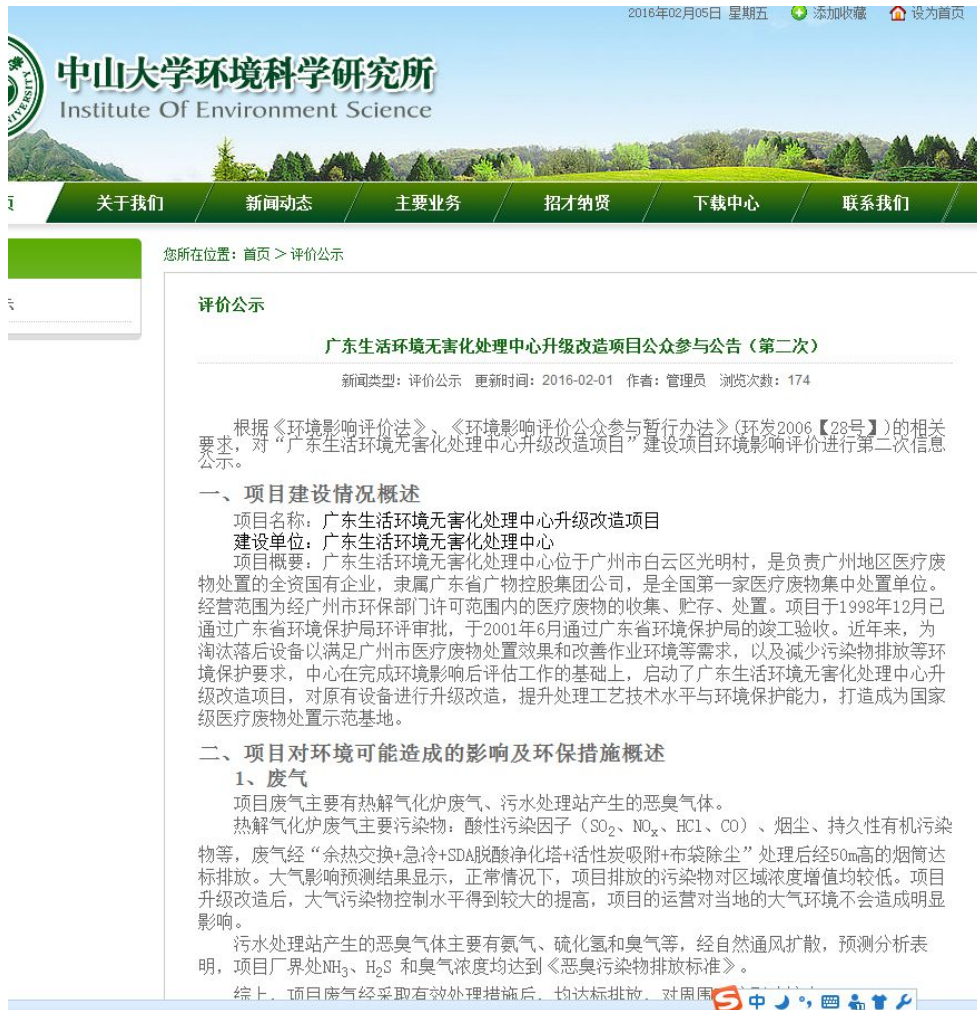 2016年02月05日 星期五 添加收藏 设为首页
中山大学环境科学研究所
Institute Of Environment Science
关于我们 新闻动态 主要业务 招才纳贤 下载中心 联系我们
您所在位置：首页 > 评价公示
评价公示
广东生活环境无害化处理中心升级改造项目公众参与公告（第二次）
新闻类型：评价公示 更新时间：2016-02-01 作者：管理员 浏览次数：174
根据《环境影响评价法》、《环境影响评价公众参与暂行办法》(环发2006【28号】)的相关
要求，对“广东生活环境无害化处理中心升级改造项目”建设项目环境影响评价进行第二次信息
公示。
一、项目建设情况概述
项目名称：广东生活环境无害化处理中心升级改造项目
建设单位：广东生活环境无害化处理中心
项目概要：广东生活环境无害化处理中心位于广州市白云区光明村，是负责广州地区医疗废
物处置的全资国有企业，隶属广东省广物控股集团公司，是全国第一家医疗废物集中处置单位。
经营范围为经广州市环保部门许可范围内的医疗废物的收集、贮存、处置。项目于1998年12月已
通过广东省环境保护局环评审批，于2001年6月通过广东省环境保护局的竣工验收。近年来，为
淘汰落后设备以满足广州市医疗废物处置效果和改善作业环境等需求，以及减少污染物排放等环
境保护要求，中心在完成环境影响后评估工作的基础上，启动了广东生活环境无害化处理中心升
级改造项目，对原有设备进行升级改造，提升处理工艺技术水平与环境保护能力，打造成为国家
级医疗废物处置示范基地。
二、项目对环境可能造成的影响及环保措施概述
1、废气
项目废气主要有热解气化炉废气、污水处理站产生的恶臭气体。
热解气化炉废气主要污染物：酸性污染因子（SO₂、NOₓ、HCl、CO）、烟尘、持久性有机污染
物等，废气经“余热交换+急冷+SDA脱酸净化塔+活性炭吸附+布袋除尘”处理后经50m高的烟筒达
标排放。大气影响预测结果显示，正常情况下，项目排放的污染物对区域浓度增值均较低。项目
升级改造后，大气污染物控制水平得到较大的提高，项目的运营对当地的大气环境不会造成明显
影响。
污水处理站产生的恶臭气体主要有氨气、硫化氢和臭气等，经自然通风扩散，预测分析表
明，项目厂界处NH₃、H₂S 和臭气浓度均达到《恶臭污染物排放标准》。
综上，项目废气经采取有效处理措施后，均达标排放，对周围
中